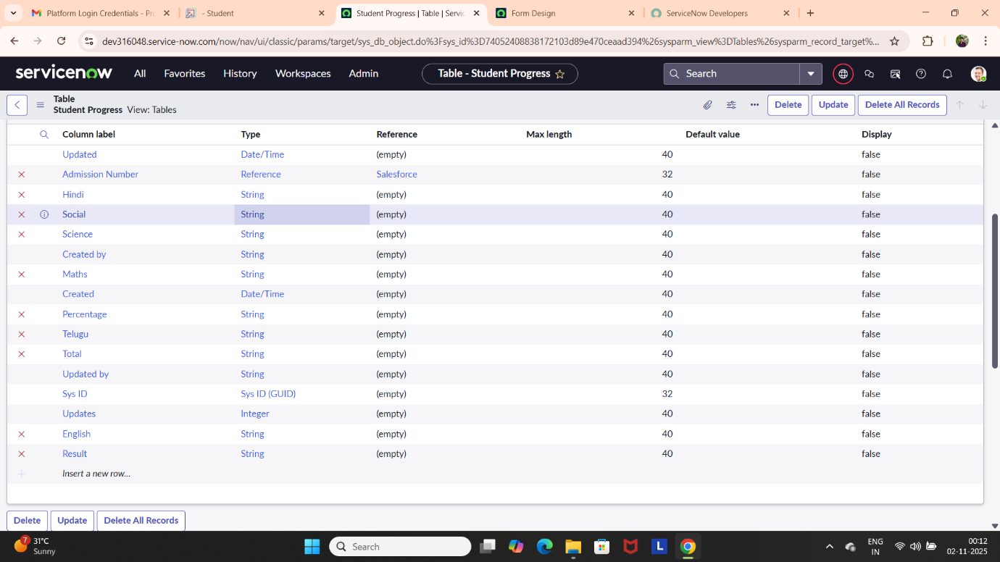 Platform Login Credentials - Pro
- Student
Student Progress | Table | Servic
Form Design
ServiceNow Developers
dev316048.service-now.com/now/nav/ui/classic/params/target/sys_db_object.do%3Fsys_id%3D74052408838172103d89e470ceaad394%26sysparm_view%3DTables%26sysparm_record_target%...
servicenow
All
Favorites
History
Workspaces
Admin
Table - Student Progress
Search
Table
Student Progress View: Tables
Delete
Update
Delete All Records
Column label Type Reference Max length Default value Display
Updated Date/Time (empty) 40 false
Admission Number Reference Salesforce 32 false
Hindi String (empty) 40 false
Social String (empty) 40 false
Science String (empty) 40 false
Created by String (empty) 40 false
Maths String (empty) 40 false
Created Date/Time (empty) 40 false
Percentage String (empty) 40 false
Telugu String (empty) 40 false
Total String (empty) 40 false
Updated by String (empty) 40 false
Sys ID Sys ID (GUID) (empty) 32 false
Updates Integer (empty) 40 false
English String (empty) 40 false
Result String (empty) 40 false
Insert a new row...
Delete
Update
Delete All Records
7
31°C
Sunny
Search
L
ENG
IN
00:12
02-11-2025